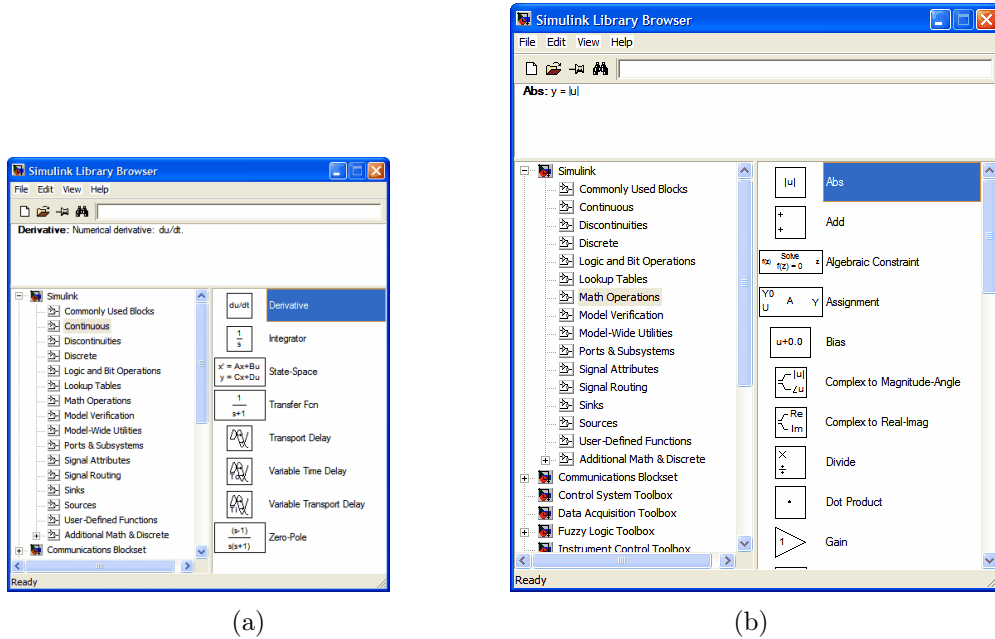 Simulink Library Browser
File Edit View Help
Derivative: Numerical derivative: du/dt.
Simulink
Commonly Used Blocks
Continuous
Discontinuities
Discrete
Logic and Bit Operations
Lookup Tables
Math Operations
Model Verification
Model-Wide Utilities
Ports & Subsystems
Signal Attributes
Signal Routing
Sinks
Sources
User-Defined Functions
Additional Math & Discrete
Communications Blockset
du/dt Derivative
1
s
Integrator
x' = Ax+Bu
y = Cx+Du
State-Space
1
s+1
Transfer Fcn
Transport Delay
Variable Time Delay
Variable Transport Delay
(s-1)
s(s+1)
Zero-Pole
Ready
(a)
Simulink Library Browser
File Edit View Help
Abs: y = |u|
Simulink
Commonly Used Blocks
Continuous
Discontinuities
Discrete
Logic and Bit Operations
Lookup Tables
Math Operations
Model Verification
Model-Wide Utilities
Ports & Subsystems
Signal Attributes
Signal Routing
Sinks
Sources
User-Defined Functions
Additional Math & Discrete
Communications Blockset
Control System Toolbox
Data Acquisition Toolbox
Fuzzy Logic Toolbox
Instrument Control Toolbox
|u| Abs
+
+
Add
Solve
f(z) f(z) = 0 z
Algebraic Constraint
Y0
U A Y
Assignment
u+0.0 Bias
|u|
∠u
Complex to Magnitude-Angle
Re
Im
Complex to Real-Imag
×
÷
Divide
Dot Product
1 Gain
Ready
(b)